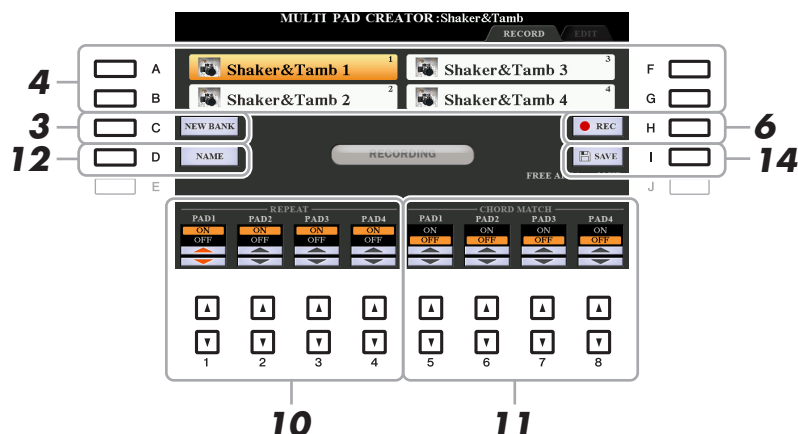 MULTI PAD CREATOR :Shaker&Tamb
RECORD EDIT
4 A Shaker&Tamb 1 1 Shaker&Tamb 3 3 F
B Shaker&Tamb 2 2 Shaker&Tamb 4 4 G
3 C NEW BANK REC H 6
12 D NAME RECORDING SAVE I 14
FREE
E J
REPEAT CHORD MATCH
PAD1 PAD2 PAD3 PAD4 PAD1 PAD2 PAD3 PAD4
ON ON ON ON ON ON ON ON
OFF OFF OFF OFF OFF OFF OFF OFF
1 2 3 4 5 6 7 8
10 11